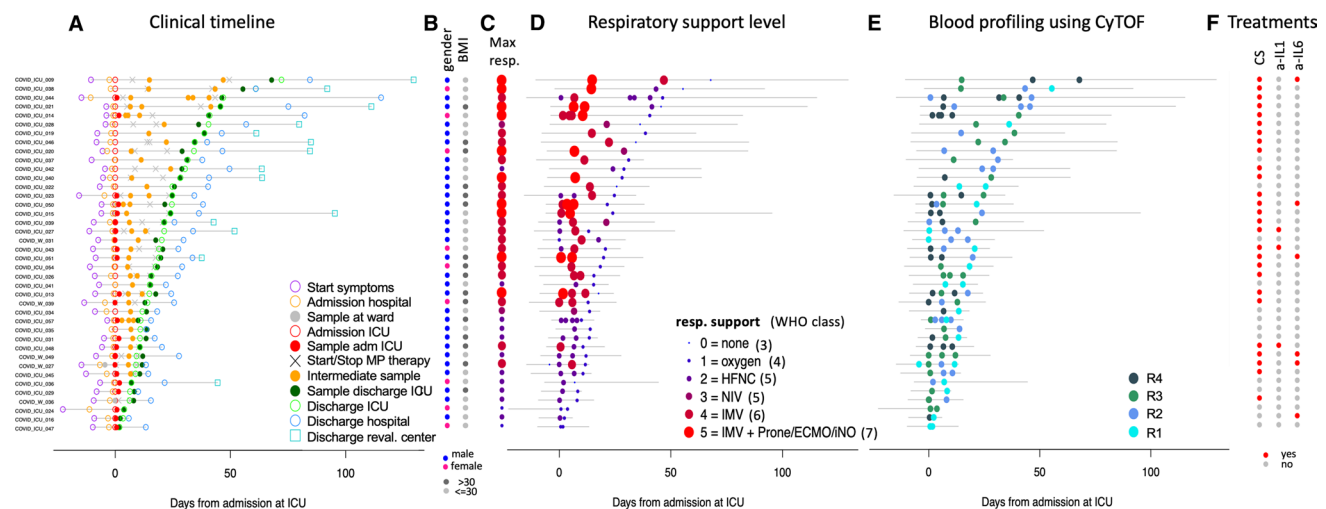 A Clinical timeline
B
gender
BMI
C
Max
resp.
D Respiratory support level
E Blood profiling using CyTOF
F Treatments
CS
a-IL1
a-IL6
COVID_ICU_009
COVID_ICU_038
COVID_ICU_044
COVID_ICU_021
COVID_ICU_014
COVID_ICU_028
COVID_ICU_019
COVID_ICU_046
COVID_ICU_020
COVID_ICU_037
COVID_ICU_042
COVID_ICU_040
COVID_ICU_022
COVID_ICU_023
COVID_ICU_050
COVID_ICU_015
COVID_ICU_039
COVID_ICU_027
COVID_W_031
COVID_ICU_043
COVID_ICU_051
COVID_ICU_054
COVID_ICU_026
COVID_ICU_041
COVID_ICU_013
COVID_W_039
COVID_ICU_034
COVID_ICU_057
COVID_ICU_035
COVID_ICU_031
COVID_ICU_048
COVID_W_049
COVID_W_027
COVID_ICU_045
COVID_ICU_036
COVID_ICU_029
COVID_W_036
COVID_ICU_024
COVID_ICU_016
COVID_ICU_047
Start symptoms
Admission hospital
Sample at ward
Admission ICU
Sample adm ICU
Start/Stop MP therapy
Intermediate sample
Sample discharge ICU
Discharge ICU
Discharge hospital
Discharge reval. center
0 50 100
Days from admission at ICU
male
female
>30
<=30
resp. support (WHO class)
0 = none (3)
1 = oxygen (4)
2 = HFNC (5)
3 = NIV (5)
4 = IMV (6)
5 = IMV + Prone/ECMO/iNO (7)
0 50 100
Days from admission at ICU
R4
R3
R2
R1
0 50 100
Days from admission at ICU
yes
no